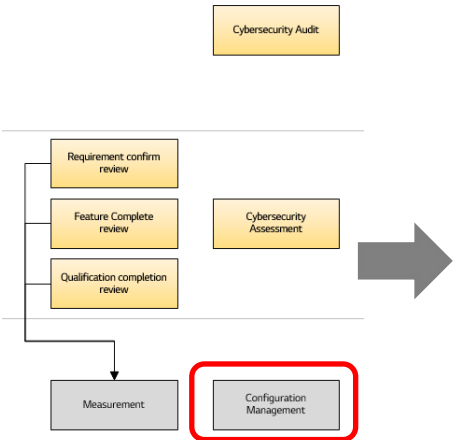 Cybersecurity Audit
Requirement confirm
review
Feature Complete
review
Cybersecurity
Assessment
Qualification completion
review
Measurement
Configuration
Management